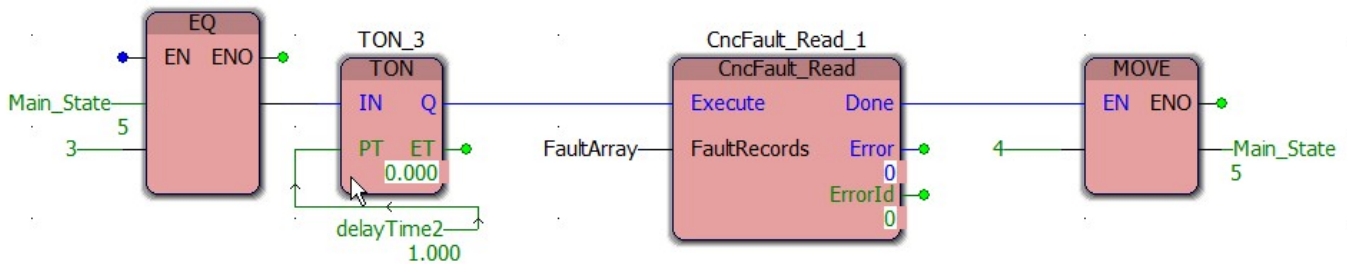 EQ
EN ENO
Main_State
5
3
TON_3
TON
IN Q
PT ET
0.000
delayTime2
1.000
CncFault_Read_1
CncFault_Read
Execute Done
FaultArray FaultRecords Error
0
ErrorId
0
MOVE
EN ENO
4 Main_State
5